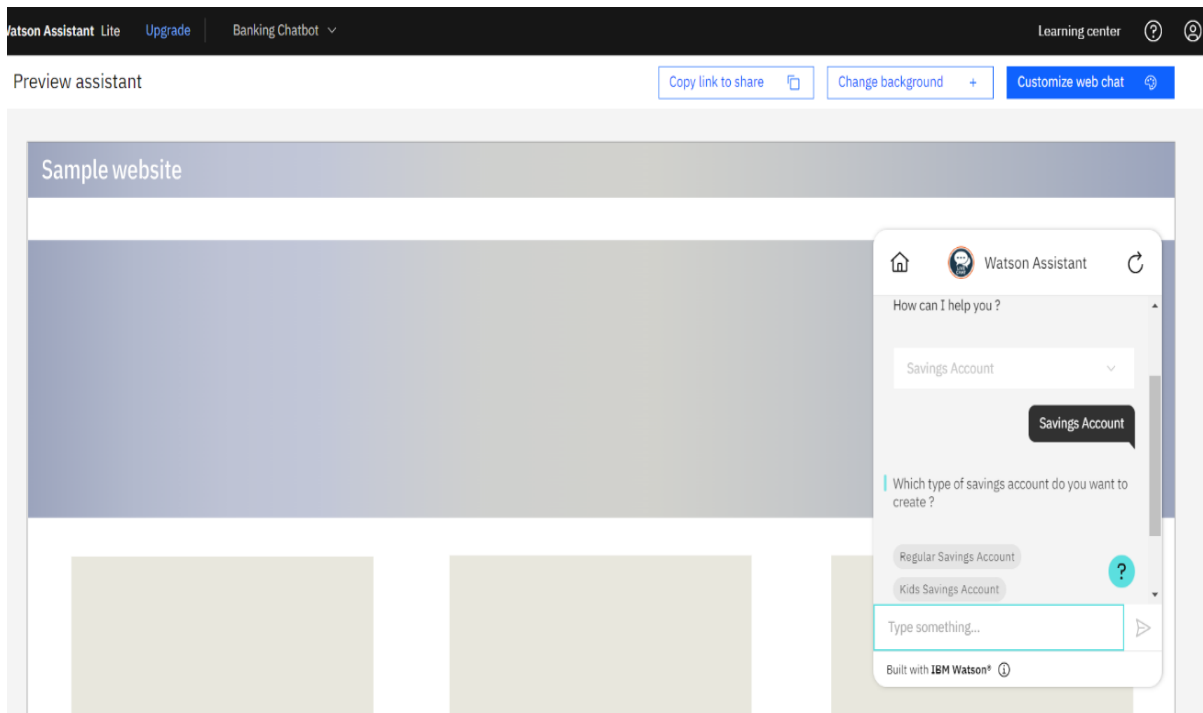 Watson Assistant Lite Upgrade Banking Chatbot Learning center ?
Preview assistant Copy link to share Change background + Customize web chat
Sample website
LIVE CHAT Watson Assistant
How can I help you ?
Savings Account
Savings Account
Which type of savings account do you want to
create ?
Regular Savings Account
?
Kids Savings Account
Type something...
Built with IBM Watson®